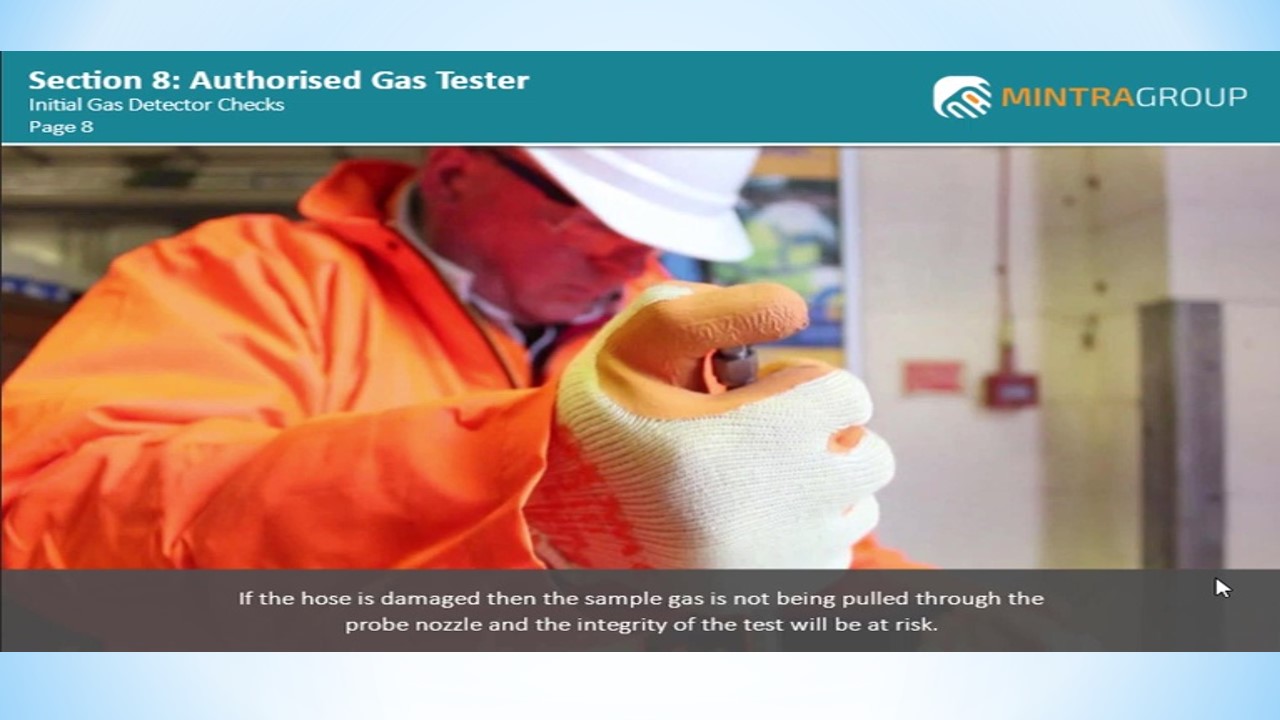 Section 8: Authorised Gas Tester
Initial Gas Detector Checks
Page 8
MINTRAGROUP
If the hose is damaged then the sample gas is not being pulled through the
probe nozzle and the integrity of the test will be at risk.